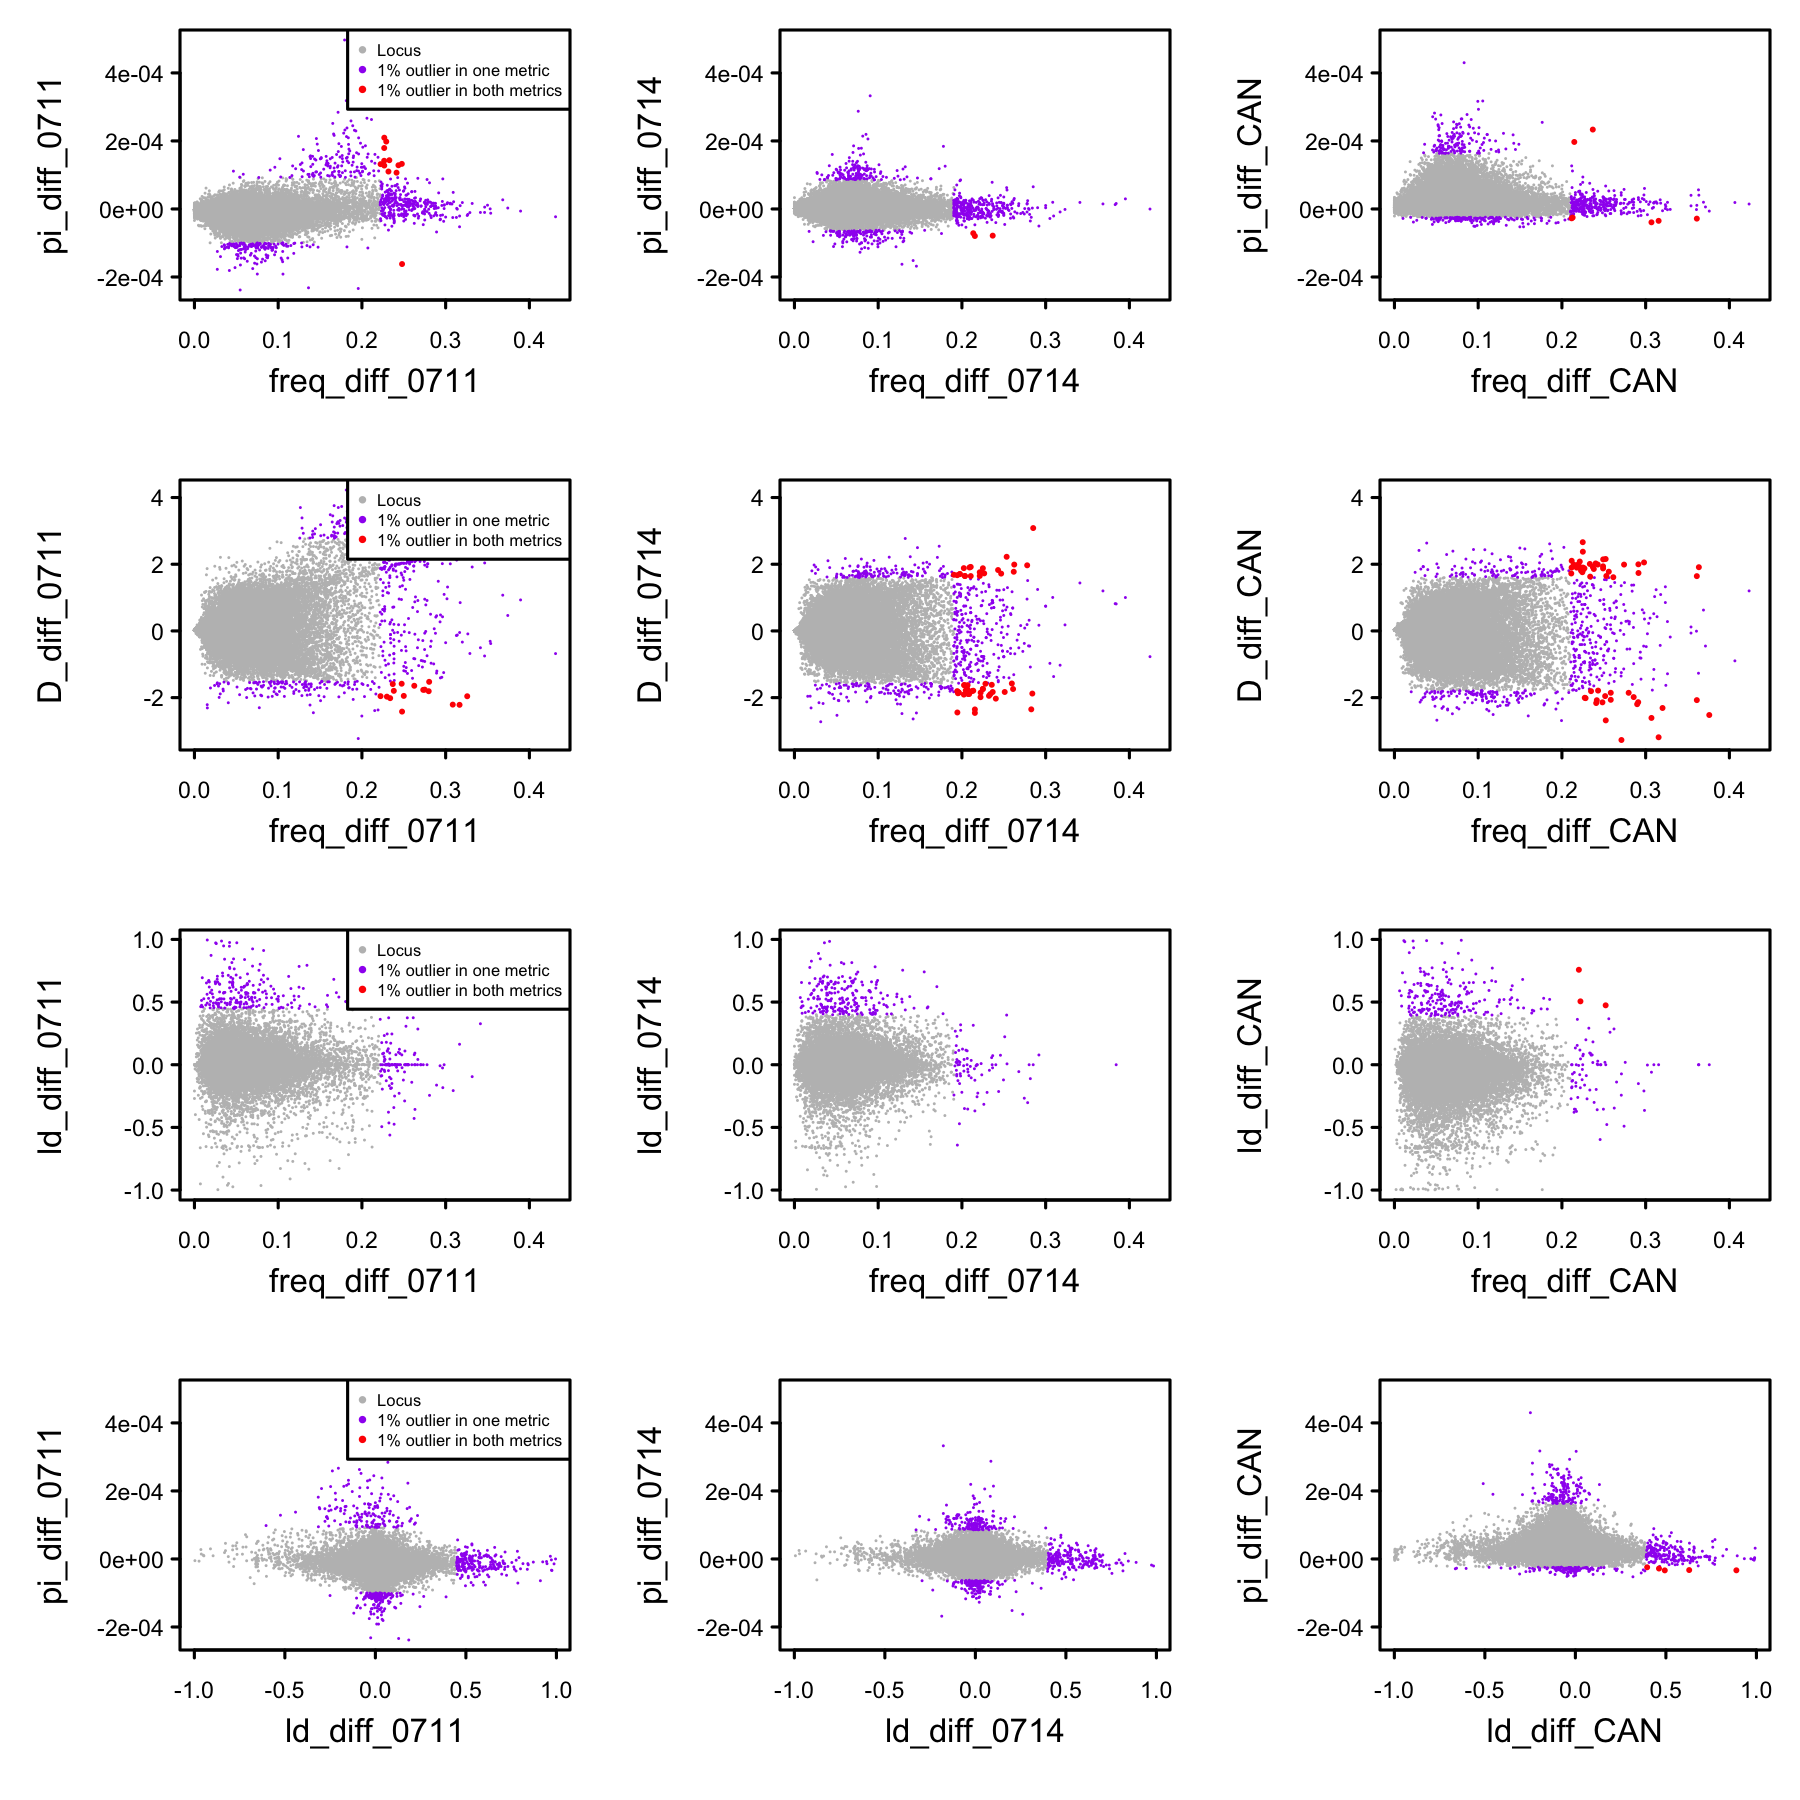 4e-04
2e-04
0e+00
-2e-04
pi_diff_0711
Locus
1% outlier in one metric
1% outlier in both metrics
0.0 0.1 0.2 0.3 0.4
freq_diff_0711
4e-04
2e-04
0e+00
-2e-04
pi_diff_0714
0.0 0.1 0.2 0.3 0.4
freq_diff_0714
4e-04
2e-04
0e+00
-2e-04
pi_diff_CAN
0.0 0.1 0.2 0.3 0.4
freq_diff_CAN
4
2
0
-2
D_diff_0711
Locus
1% outlier in one metric
1% outlier in both metrics
0.0 0.1 0.2 0.3 0.4
freq_diff_0711
4
2
0
-2
D_diff_0714
0.0 0.1 0.2 0.3 0.4
freq_diff_0714
4
2
0
-2
D_diff_CAN
0.0 0.1 0.2 0.3 0.4
freq_diff_CAN
1.0
0.5
0.0
-0.5
-1.0
ld_diff_0711
Locus
1% outlier in one metric
1% outlier in both metrics
0.0 0.1 0.2 0.3 0.4
freq_diff_0711
1.0
0.5
0.0
-0.5
-1.0
ld_diff_0714
0.0 0.1 0.2 0.3 0.4
freq_diff_0714
1.0
0.5
0.0
-0.5
-1.0
ld_diff_CAN
0.0 0.1 0.2 0.3 0.4
freq_diff_CAN
4e-04
2e-04
0e+00
-2e-04
pi_diff_0711
Locus
1% outlier in one metric
1% outlier in both metrics
-1.0 -0.5 0.0 0.5 1.0
ld_diff_0711
4e-04
2e-04
0e+00
-2e-04
pi_diff_0714
-1.0 -0.5 0.0 0.5 1.0
ld_diff_0714
4e-04
2e-04
0e+00
-2e-04
pi_diff_CAN
-1.0 -0.5 0.0 0.5 1.0
ld_diff_CAN